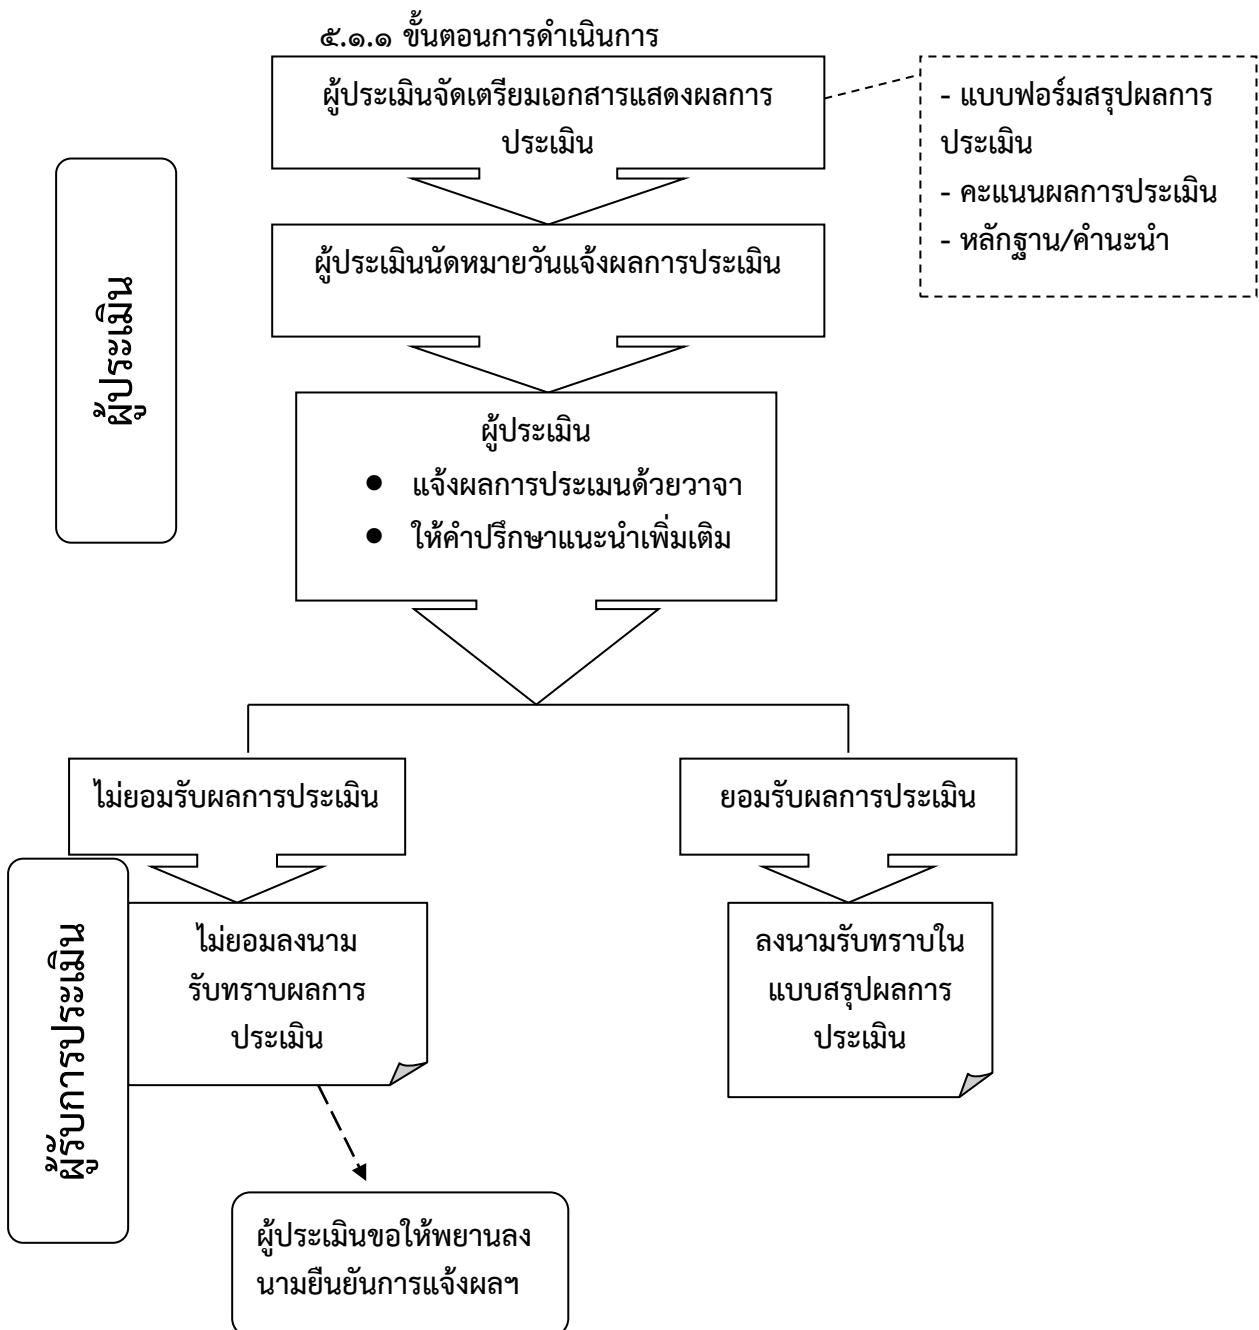 ๕.๑.๑ ขั้นตอนการดำเนินการ
ผู้ประเมินจัดเตรียมเอกสารแสดงผลการ
ประเมิน
- แบบฟอร์มสรุปผลการ
ประเมิน
- คะแนนผลการประเมิน
- หลักฐาน/คำนะนำ
ผู้ประเมิน
ผู้ประเมินนัดหมายวันแจ้งผลการประเมิน
ผู้ประเมิน
● แจ้งผลการประเมนด้วยวาจา
● ให้คำปรึกษาแนะนำเพิ่มเติม
ไม่ยอมรับผลการประเมิน
ยอมรับผลการประเมิน
ผู้รับการประเมิน
ไม่ยอมลงนาม
รับทราบผลการ
ประเมิน
ลงนามรับทราบใน
แบบสรุปผลการ
ประเมิน
ผู้ประเมินขอให้พยานลง
นามยืนยันการแจ้งผลฯ